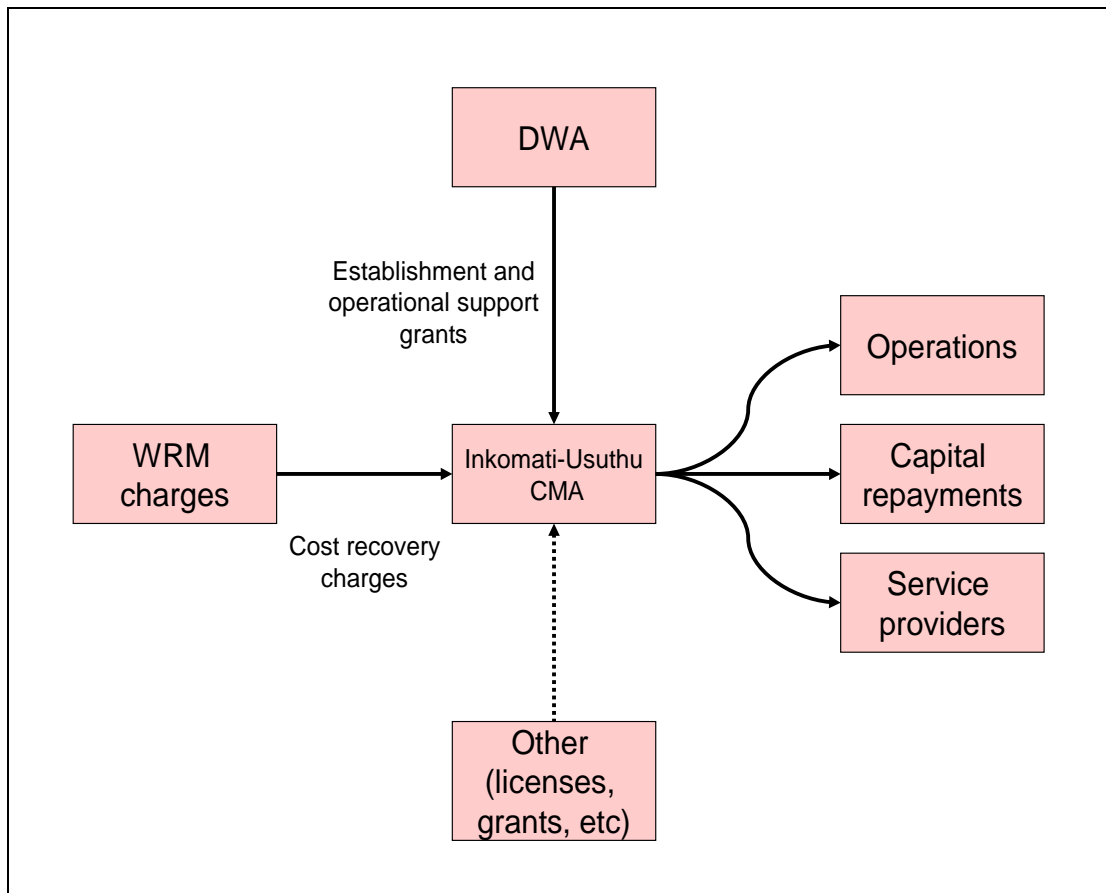 DWA
Establishment and
operational support
grants
Operations
WRM
charges
Inkomati-Usuthu
CMA
Capital
repayments
Cost recovery
charges
Service
providers
Other
(licenses,
grants, etc)